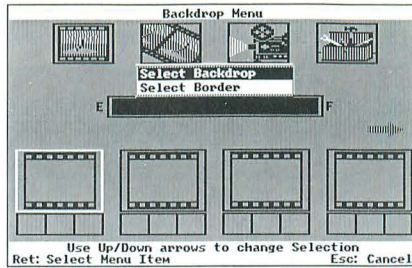 Backdrop Menu
Select Backdrop
Select Border
E F
Use Up/Down arrows to change Selection
Ret: Select Menu Item Esc: Cancel